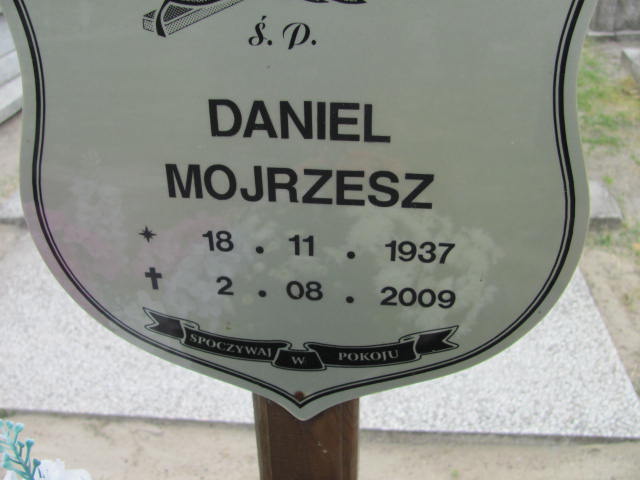 Ś. P.
DANIEL
MOJRZESZ
* 18 . 11 . 1937
✝ 2 . 08 . 2009
SPOCZYWAJ W POKOJU